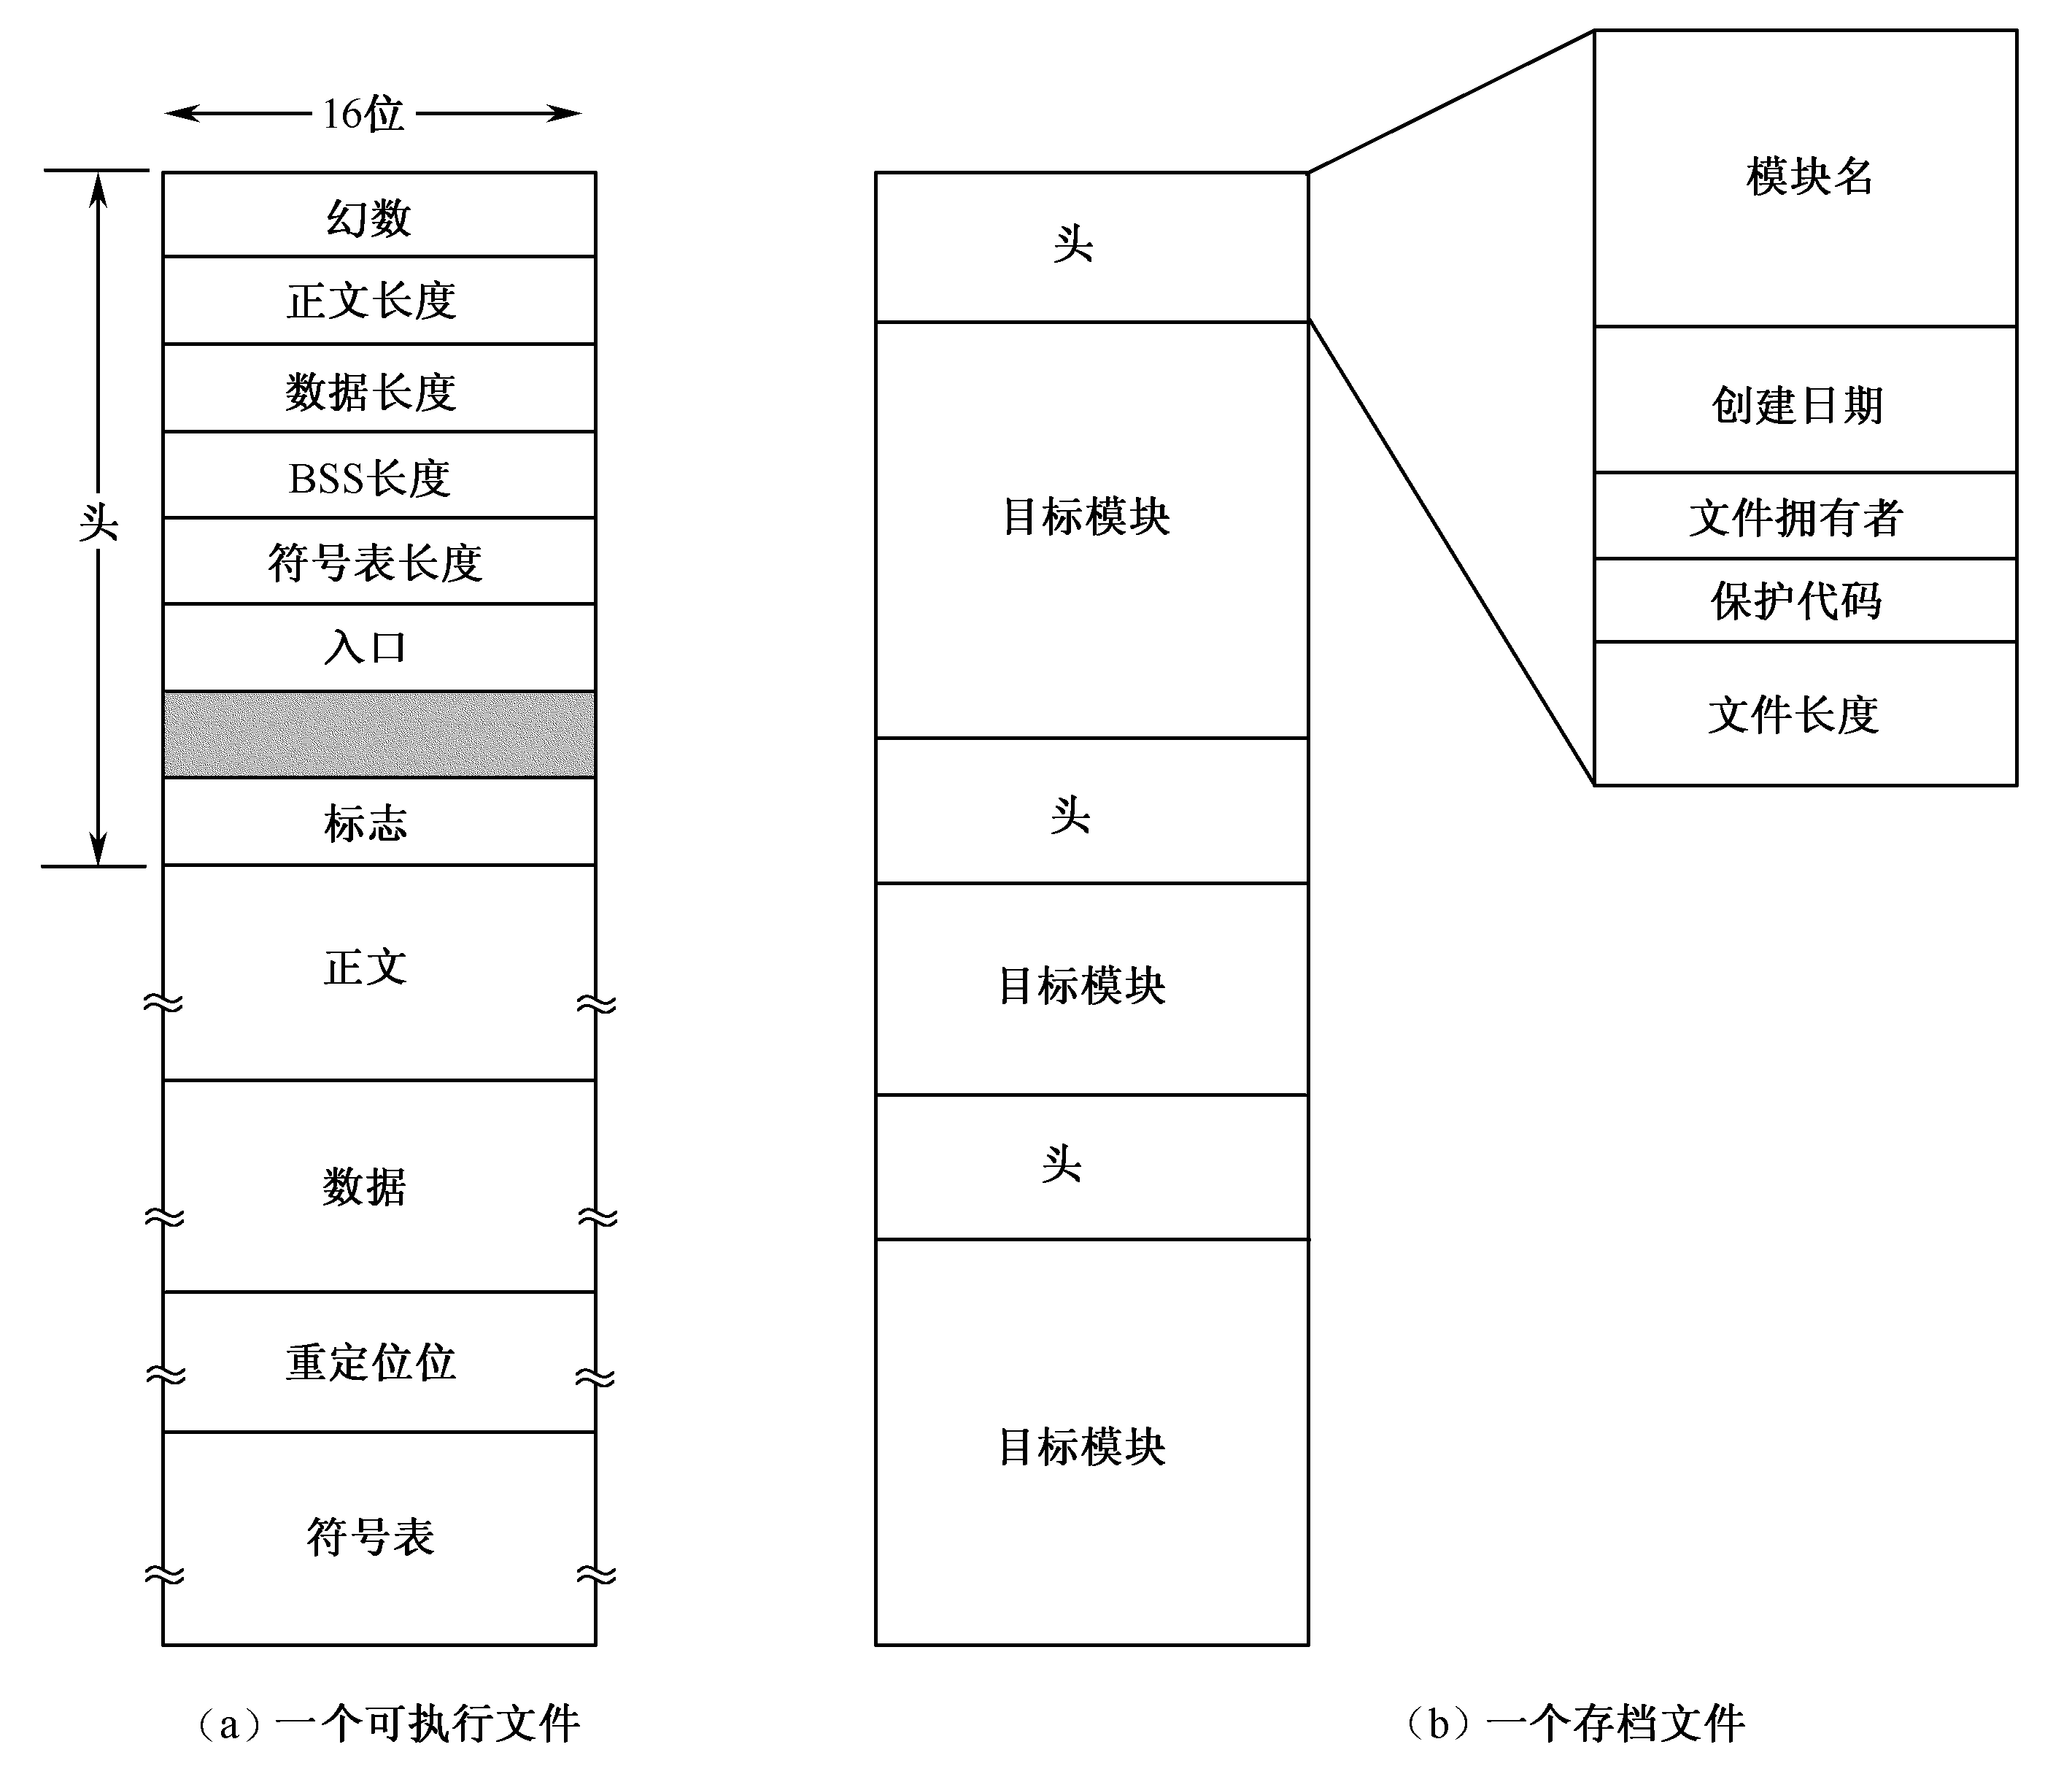 16位
头
幻数
正文长度
数据长度
BSS长度
符号表长度
入口
标志
正文
数据
重定位位
符号表
(a)一个可执行文件
头
目标模块
头
目标模块
头
目标模块
模块名
创建日期
文件拥有者
保护代码
文件长度
(b)一个存档文件